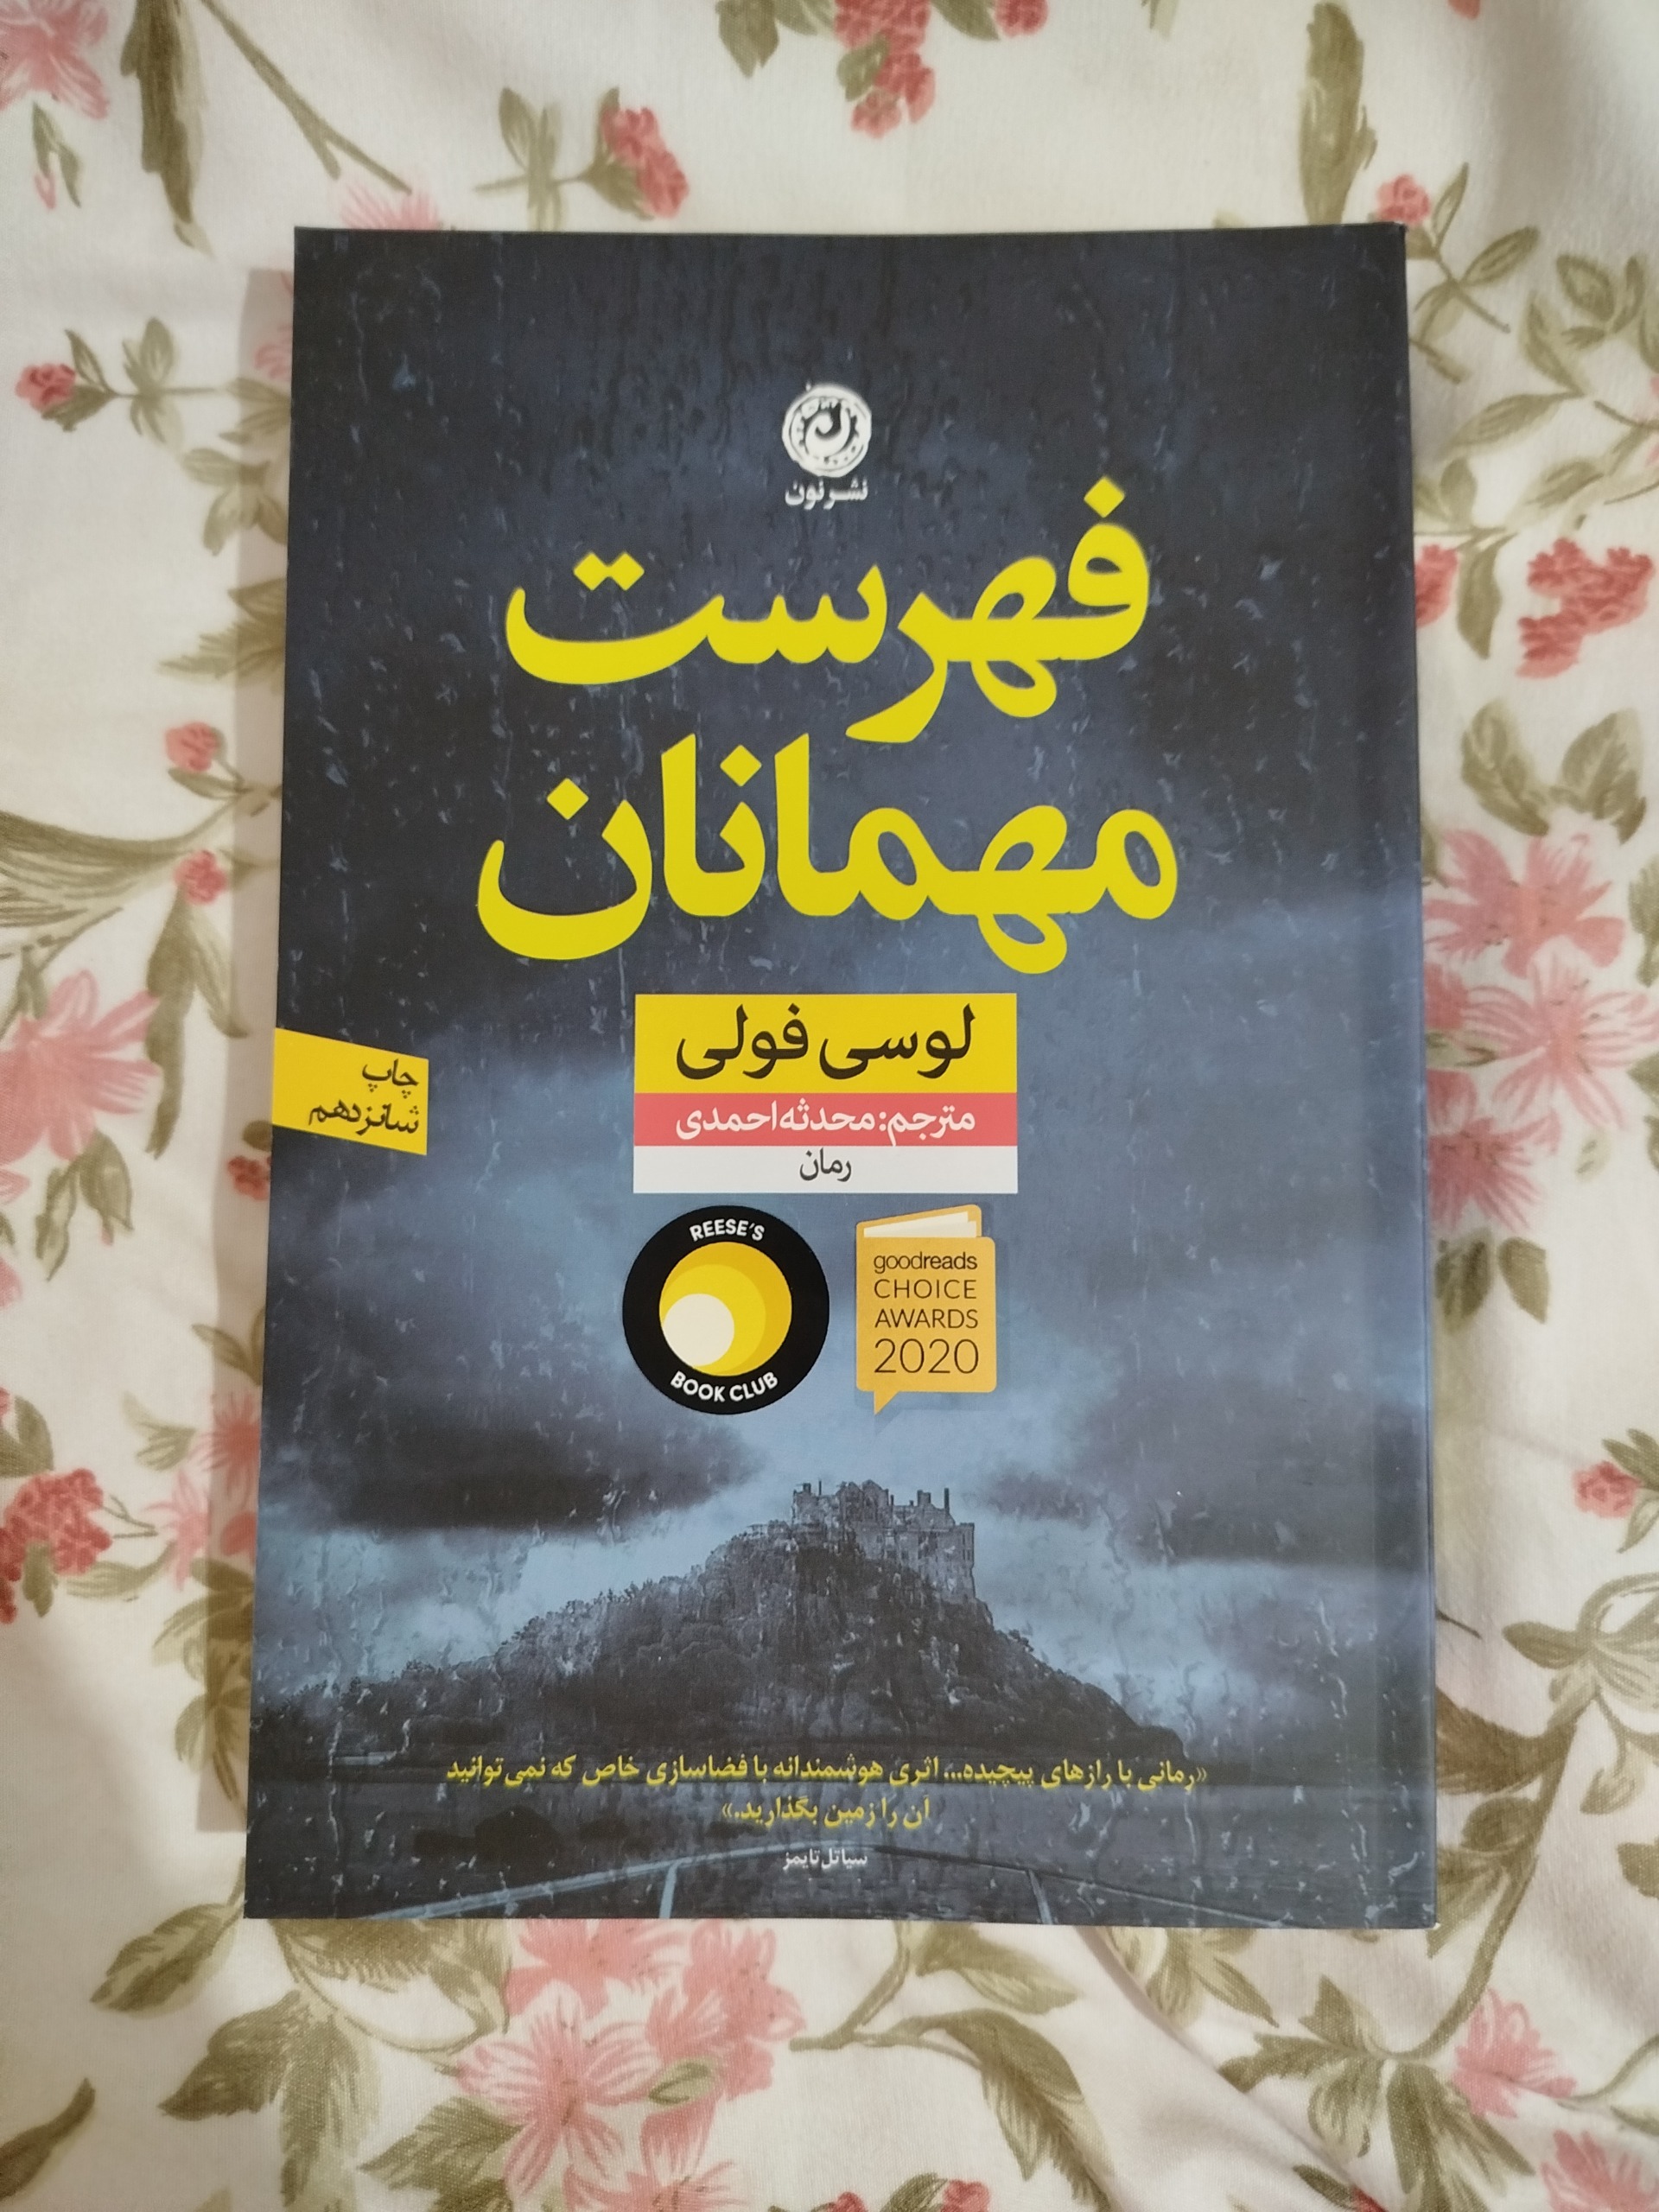 نشر نون
فهرست
مهمانان
لوسی فولی
مترجم: محدثه احمدی
رمان
چاپ
شانزدهم
REESE'S
BOOK CLUB
goodreads
CHOICE
AWARDS
2020
«رمانی با رازهای پیچیده... اثری هوشمندانه با فضاسازی خاص که نمی‌توانید
آن را زمین بگذارید.»
سیاتل تایمز